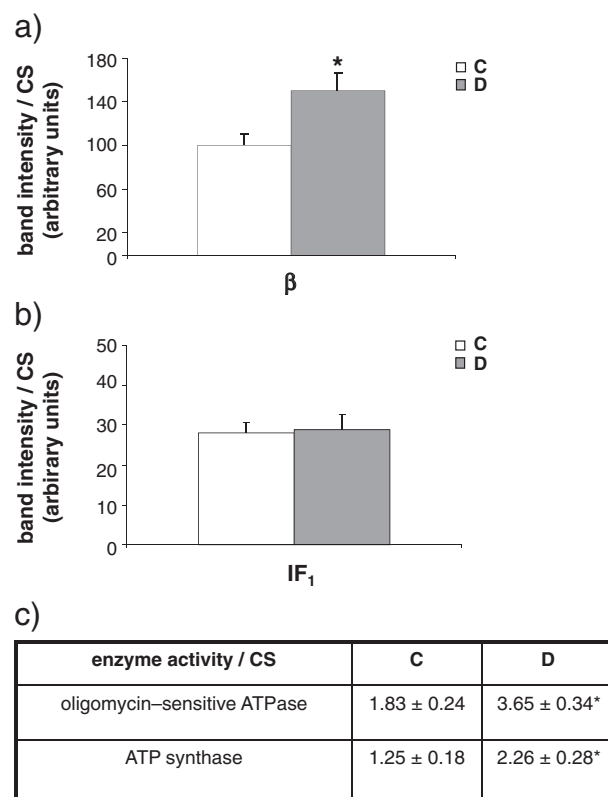 a)
180
140
100
60
20
0
band intensity / CS
(arbitrary units)
*
C
D
β
b)
50
40
30
20
10
0
band intensity / CS
(arbirary units)
C
D
IF₁
c)
enzyme activity / CS C D
oligomycin–sensitive ATPase 1.83 ± 0.24 3.65 ± 0.34*
ATP synthase 1.25 ± 0.18 2.26 ± 0.28*